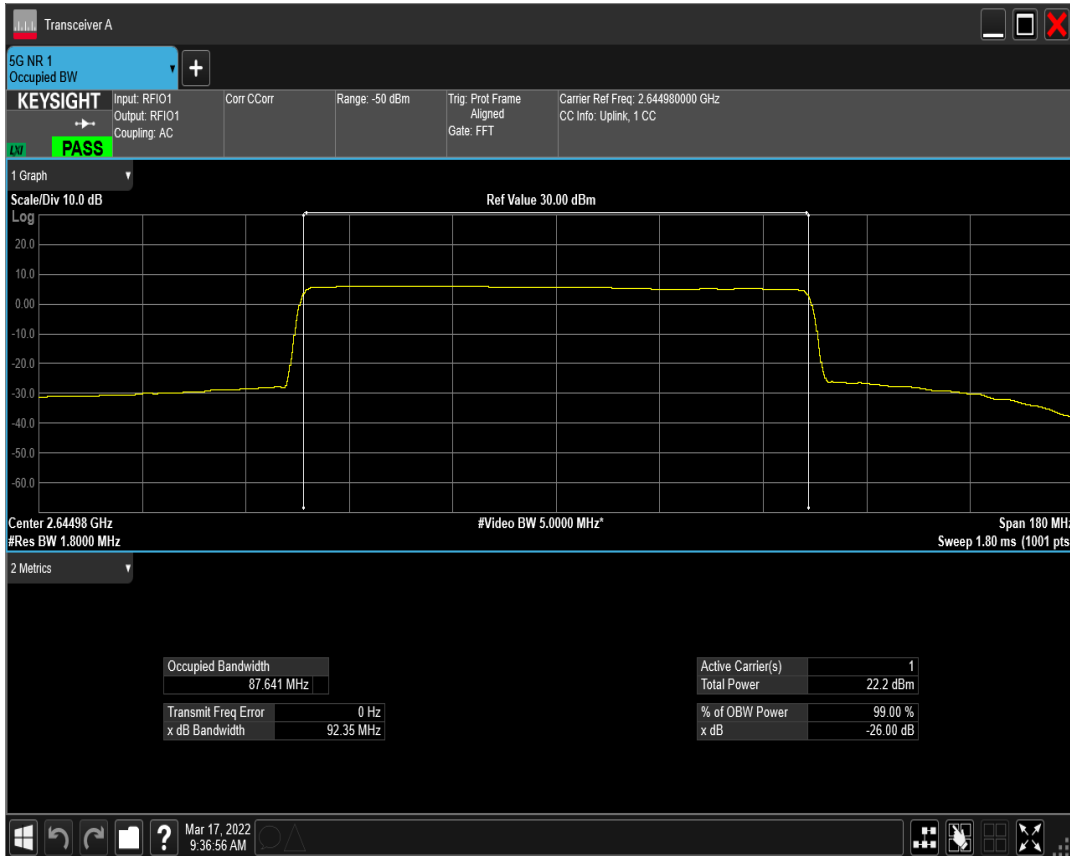 Transceiver A
5G NR 1
Occupied BW
+
KEYSIGHT
Input: RFIO1
Output: RFIO1
Coupling: AC
Corr CCorr
Range: -50 dBm
Trig: Prot Frame
Aligned
Gate: FFT
Carrier Ref Freq: 2.644980000 GHz
CC Info: Uplink, 1 CC
LXI
PASS
1 Graph
Scale/Div 10.0 dB
Ref Value 30.00 dBm
Log
20.0
10.0
0.00
-10.0
-20.0
-30.0
-40.0
-50.0
-60.0
Center 2.64498 GHz
#Video BW 5.0000 MHz*
Span 180 MHz
#Res BW 1.8000 MHz
Sweep 1.80 ms (1001 pts
2 Metrics
Occupied Bandwidth
87.641 MHz
Transmit Freq Error 0 Hz
x dB Bandwidth 92.35 MHz
Active Carrier(s) 1
Total Power 22.2 dBm
% of OBW Power 99.00 %
x dB -26.00 dB
?
Mar 17, 2022
9:36:56 AM